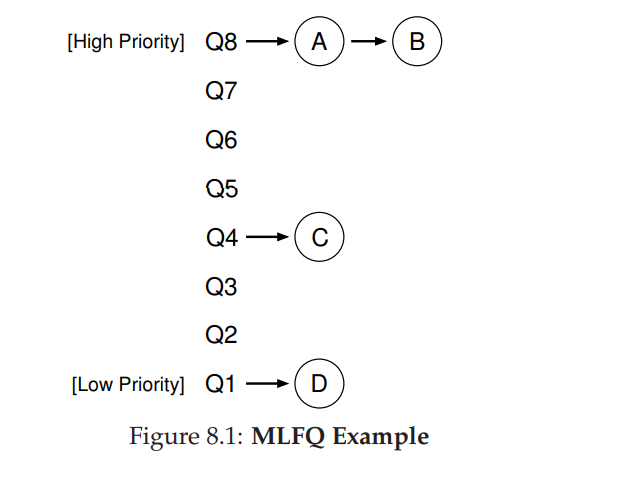 [High Priority] Q8 A B
Q7
Q6
Q5
Q4 C
Q3
Q2
[Low Priority] Q1 D
Figure 8.1: MLFQ Example